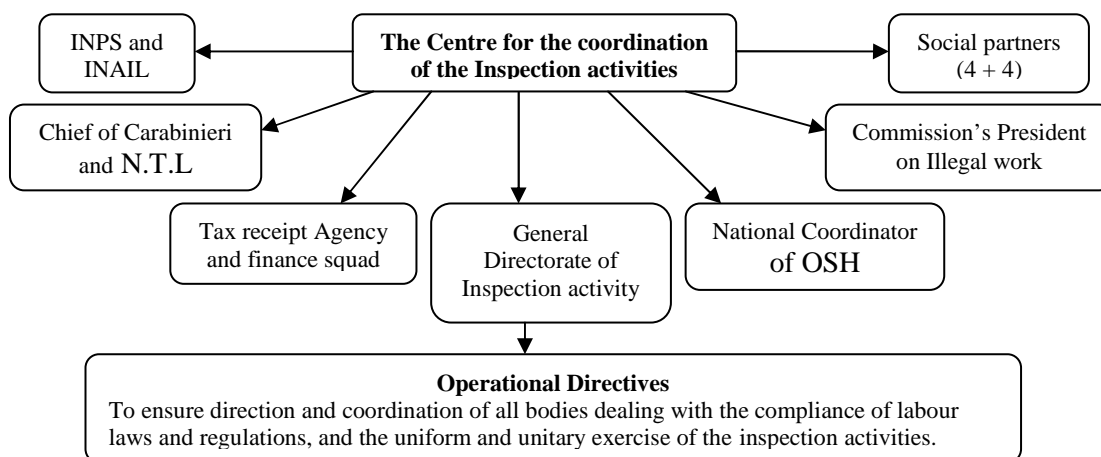 INPS and
INAIL
The Centre for the coordination
of the Inspection activities
Social partners
(4 + 4)
Chief of Carabinieri
and N.T.L
Commission's President
on Illegal work
Tax receipt Agency
and finance squad
General
Directorate of
Inspection activity
National Coordinator
of OSH
Operational Directives
To ensure direction and coordination of all bodies dealing with the compliance of labour
laws and regulations, and the uniform and unitary exercise of the inspection activities.